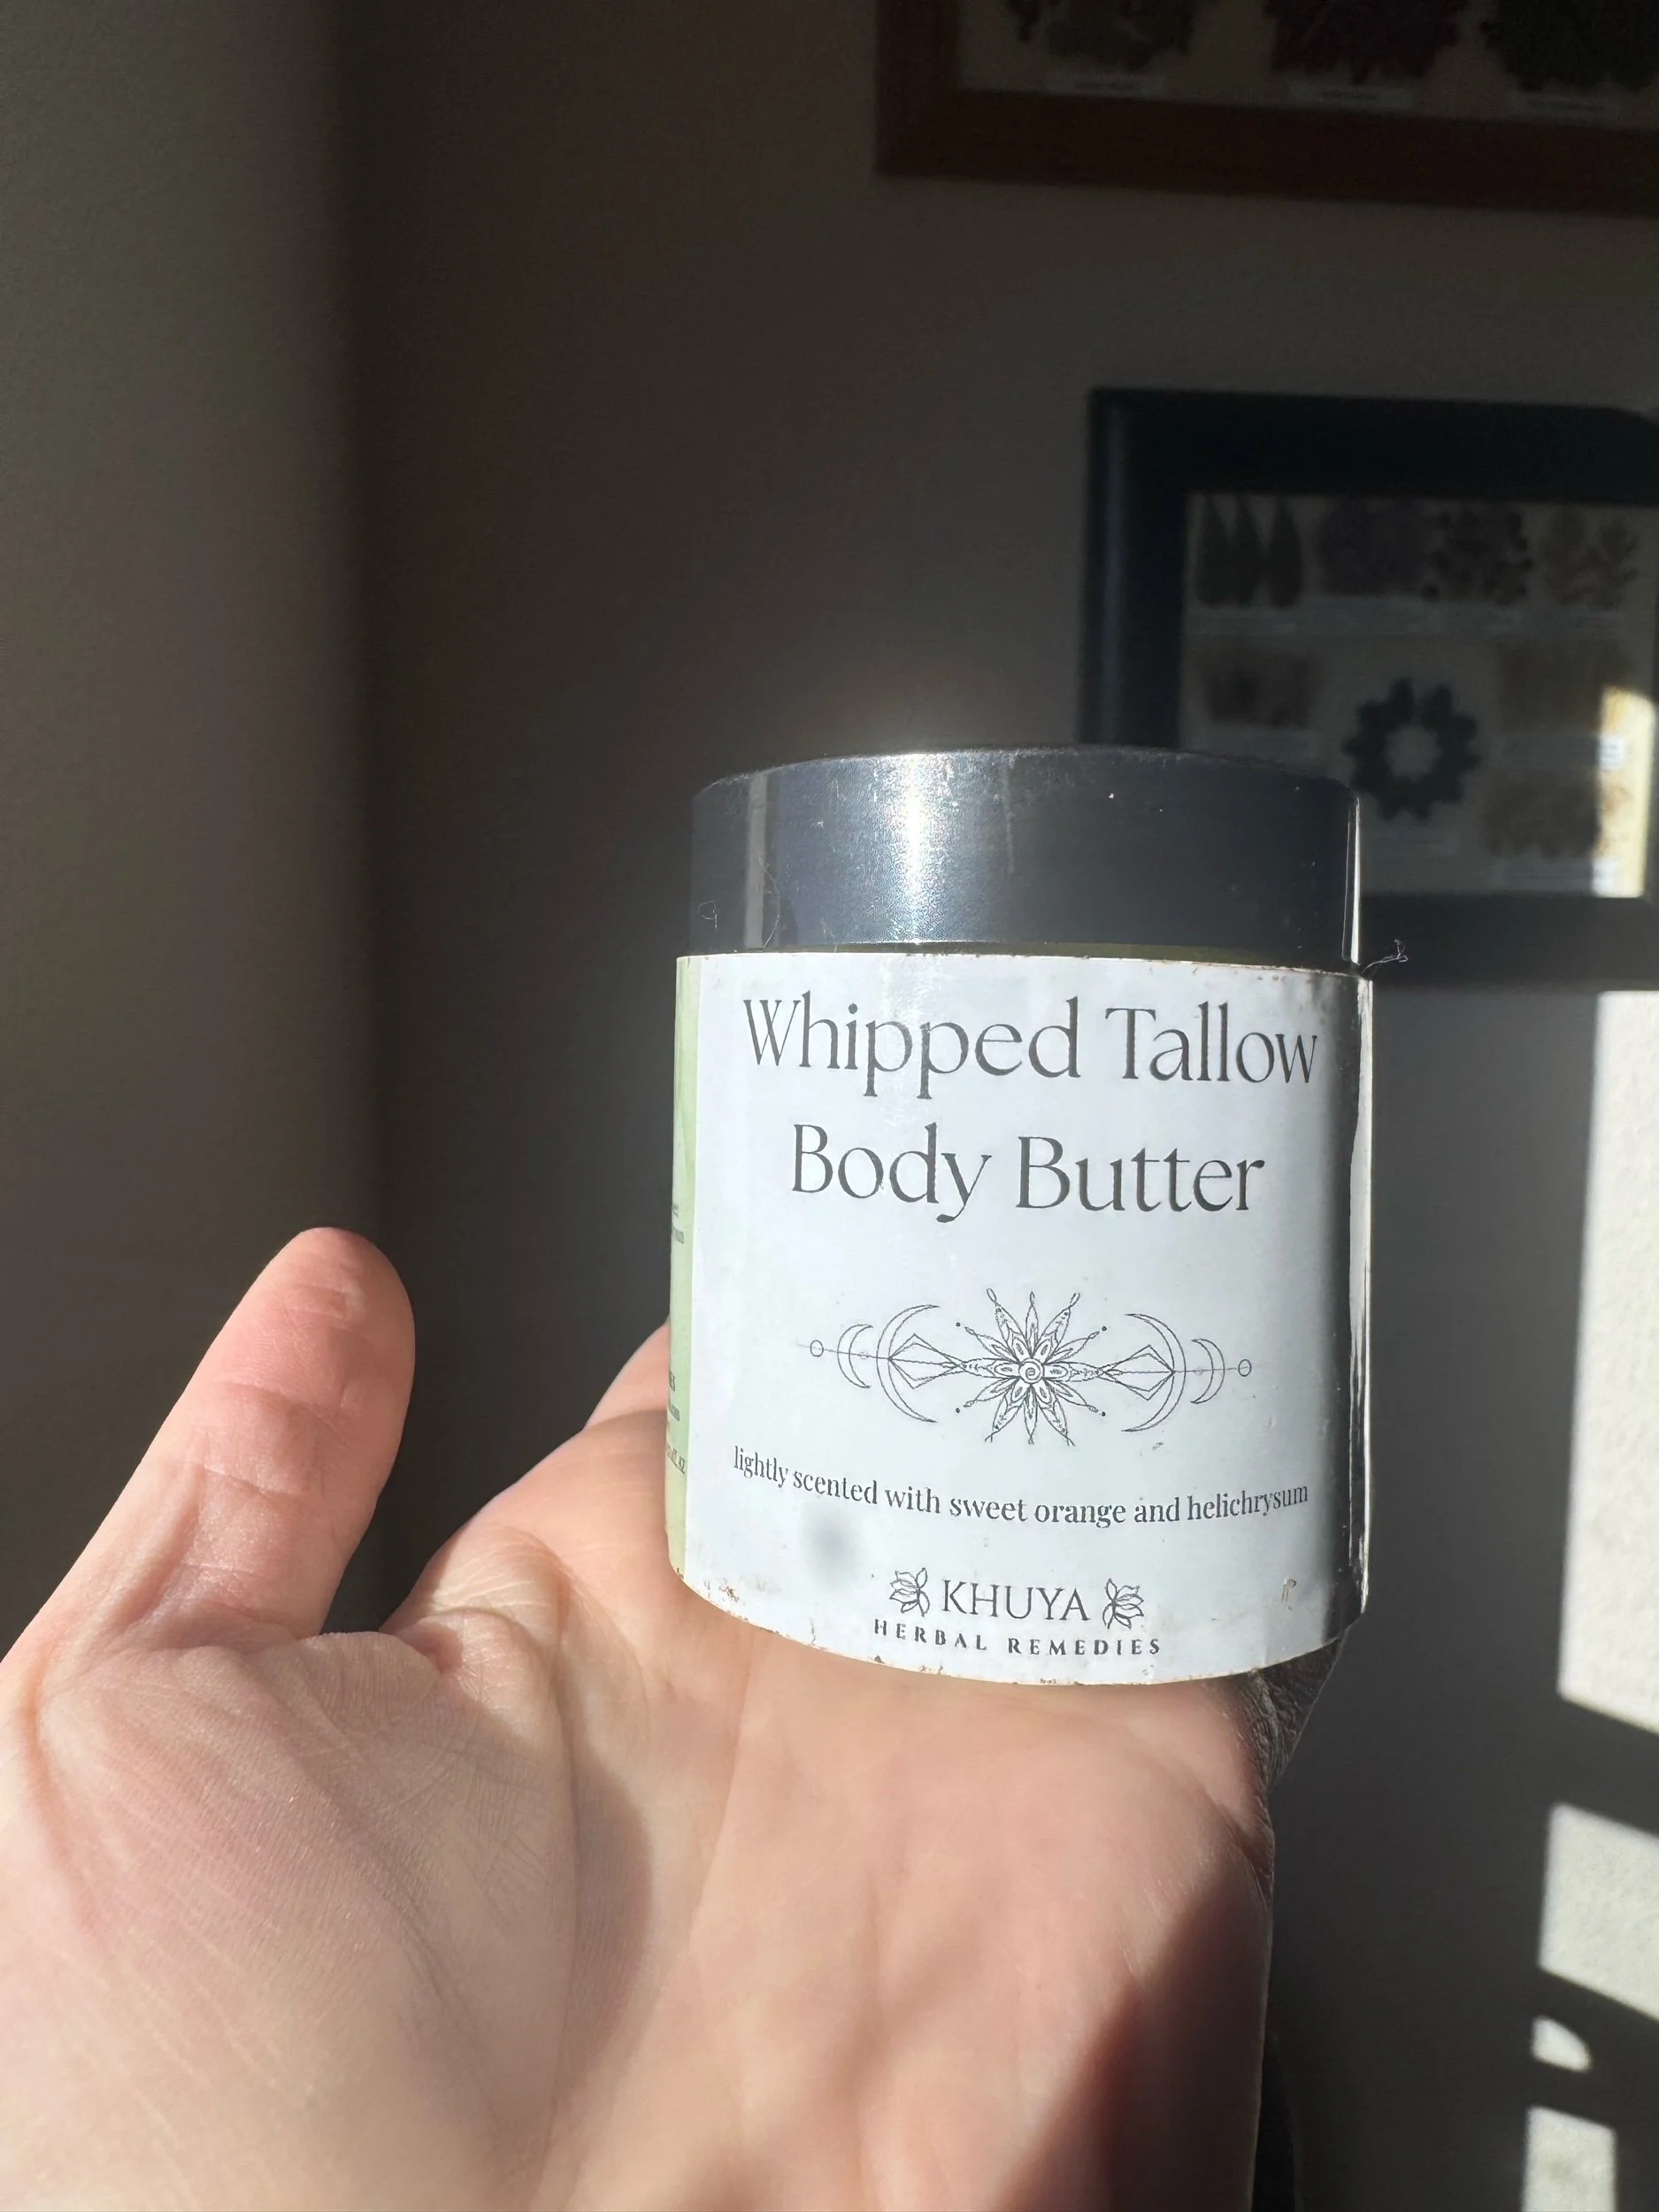 Whipped Tallow
Body Butter
lightly scented with sweet orange and helichrysum
KHUYA
HERBAL REMEDIES